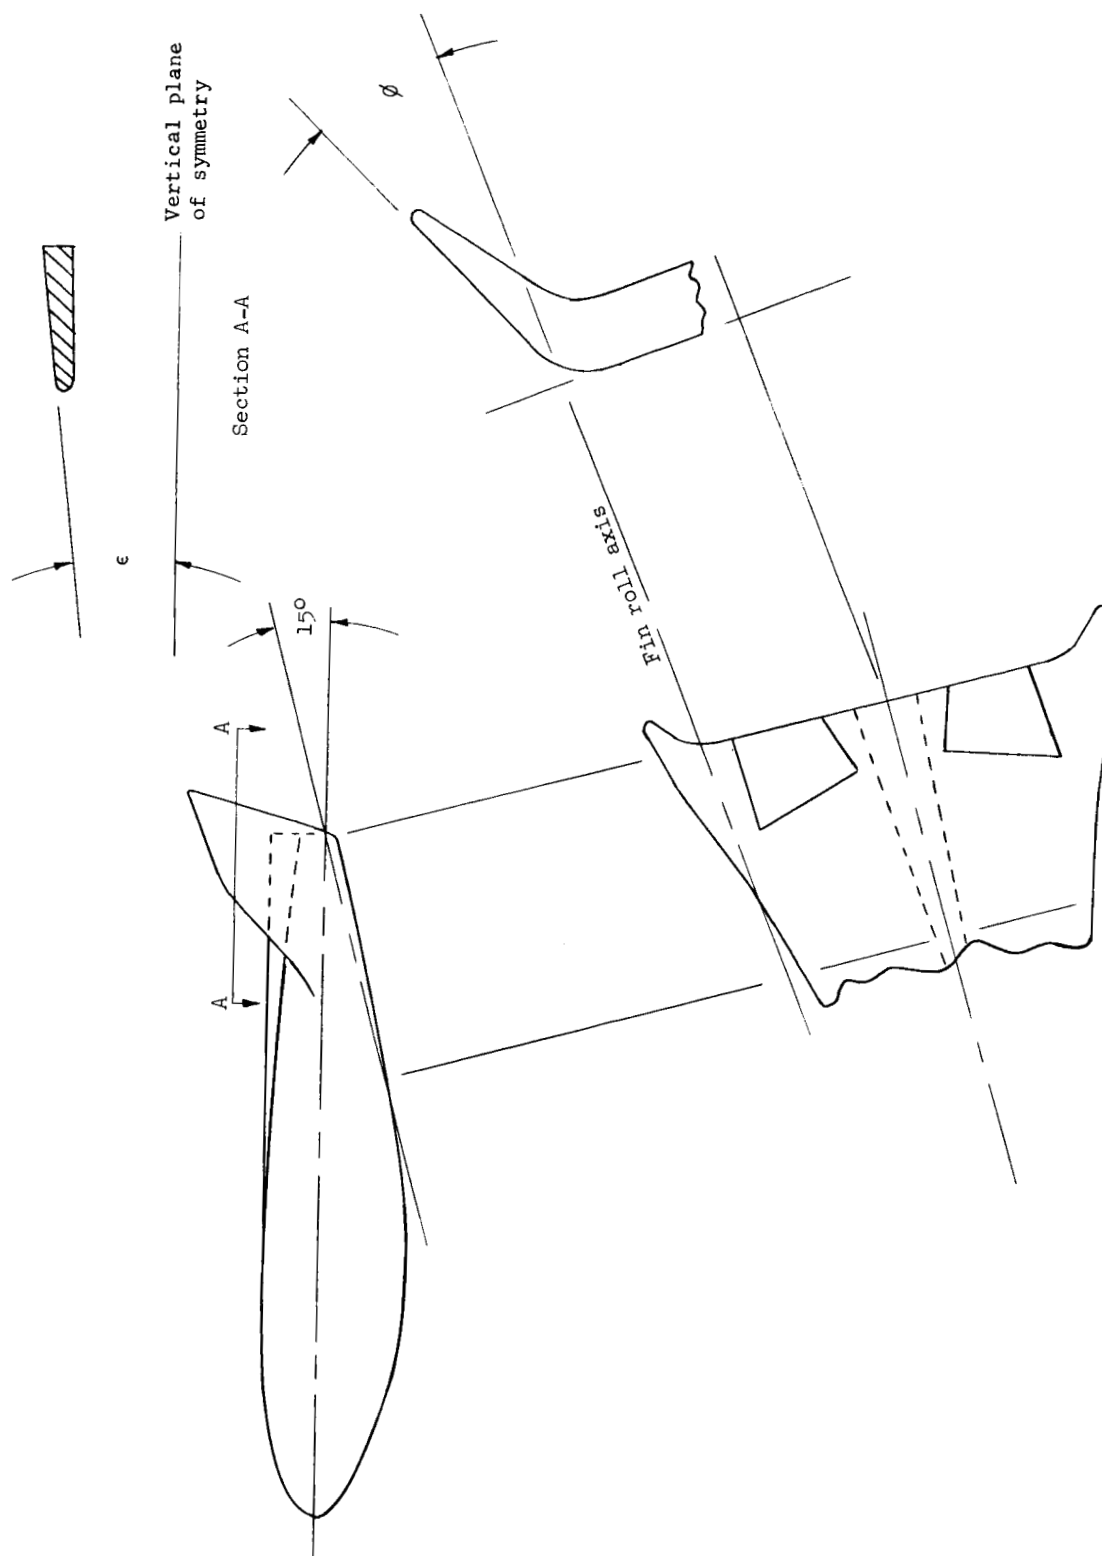 Vertical plane
of symmetry
Section A-A
ϵ
15°
A
A
Fin roll axis
ø